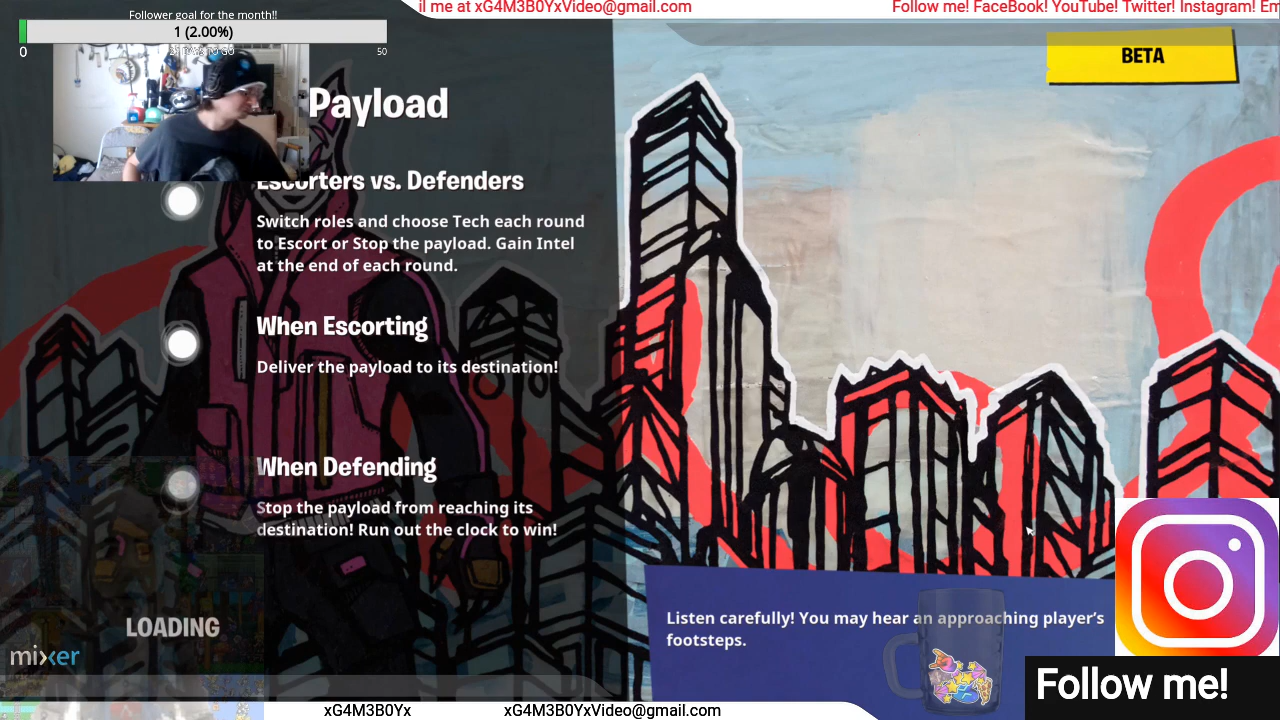 Follower goal for the month!!
1 (2.00%)
0
50
il me at xG4M3B0YxVideo@gmail.com
Follow me! FaceBook! YouTube! Twitter! Instagram! Em
BETA
Payload
Escorters vs. Defenders
Switch roles and choose Tech each round
to Escort or Stop the payload. Gain Intel
at the end of each round.
When Escorting
Deliver the payload to its destination!
When Defending
Stop the payload from reaching its
destination! Run out the clock to win!
LOADING
mixer
Listen carefully! You may hear an approaching player's
footsteps.
Follow me!
xG4M3B0Yx
xG4M3B0YxVideo@gmail.com